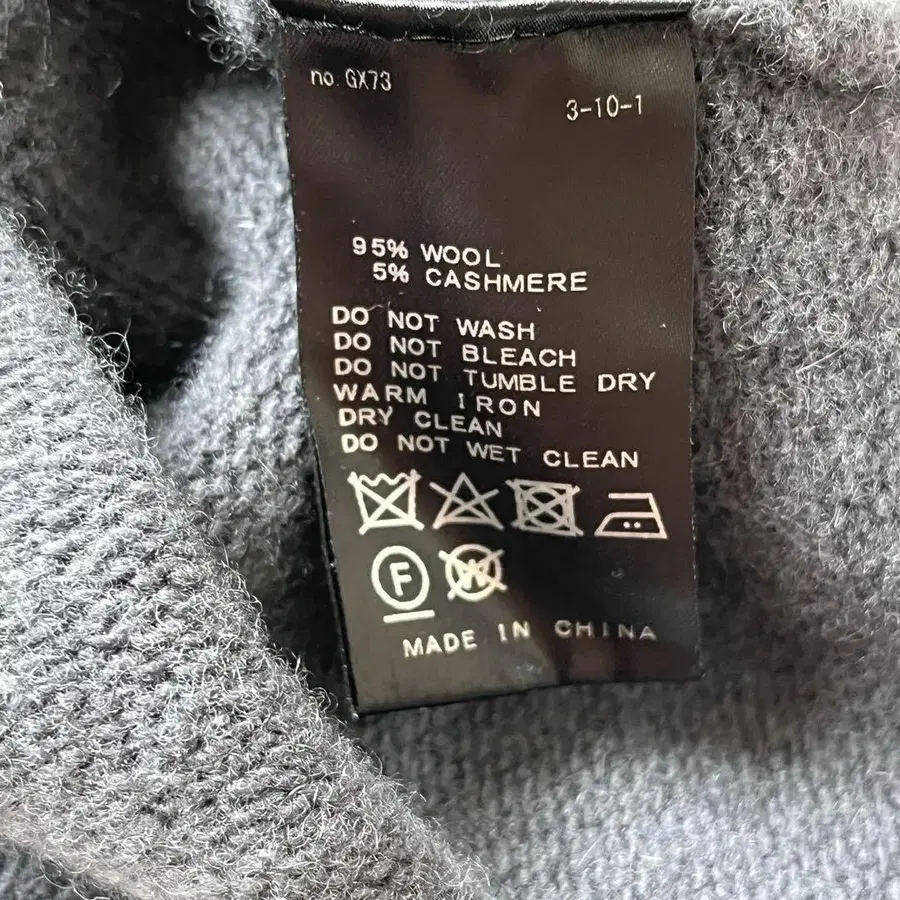 no. GX73
3-10-1
95% WOOL
5% CASHMERE
DO NOT WASH
DO NOT BLEACH
DO NOT TUMBLE DRY
WARM IRON
DRY CLEAN
DO NOT WET CLEAN
F W
MADE IN CHINA